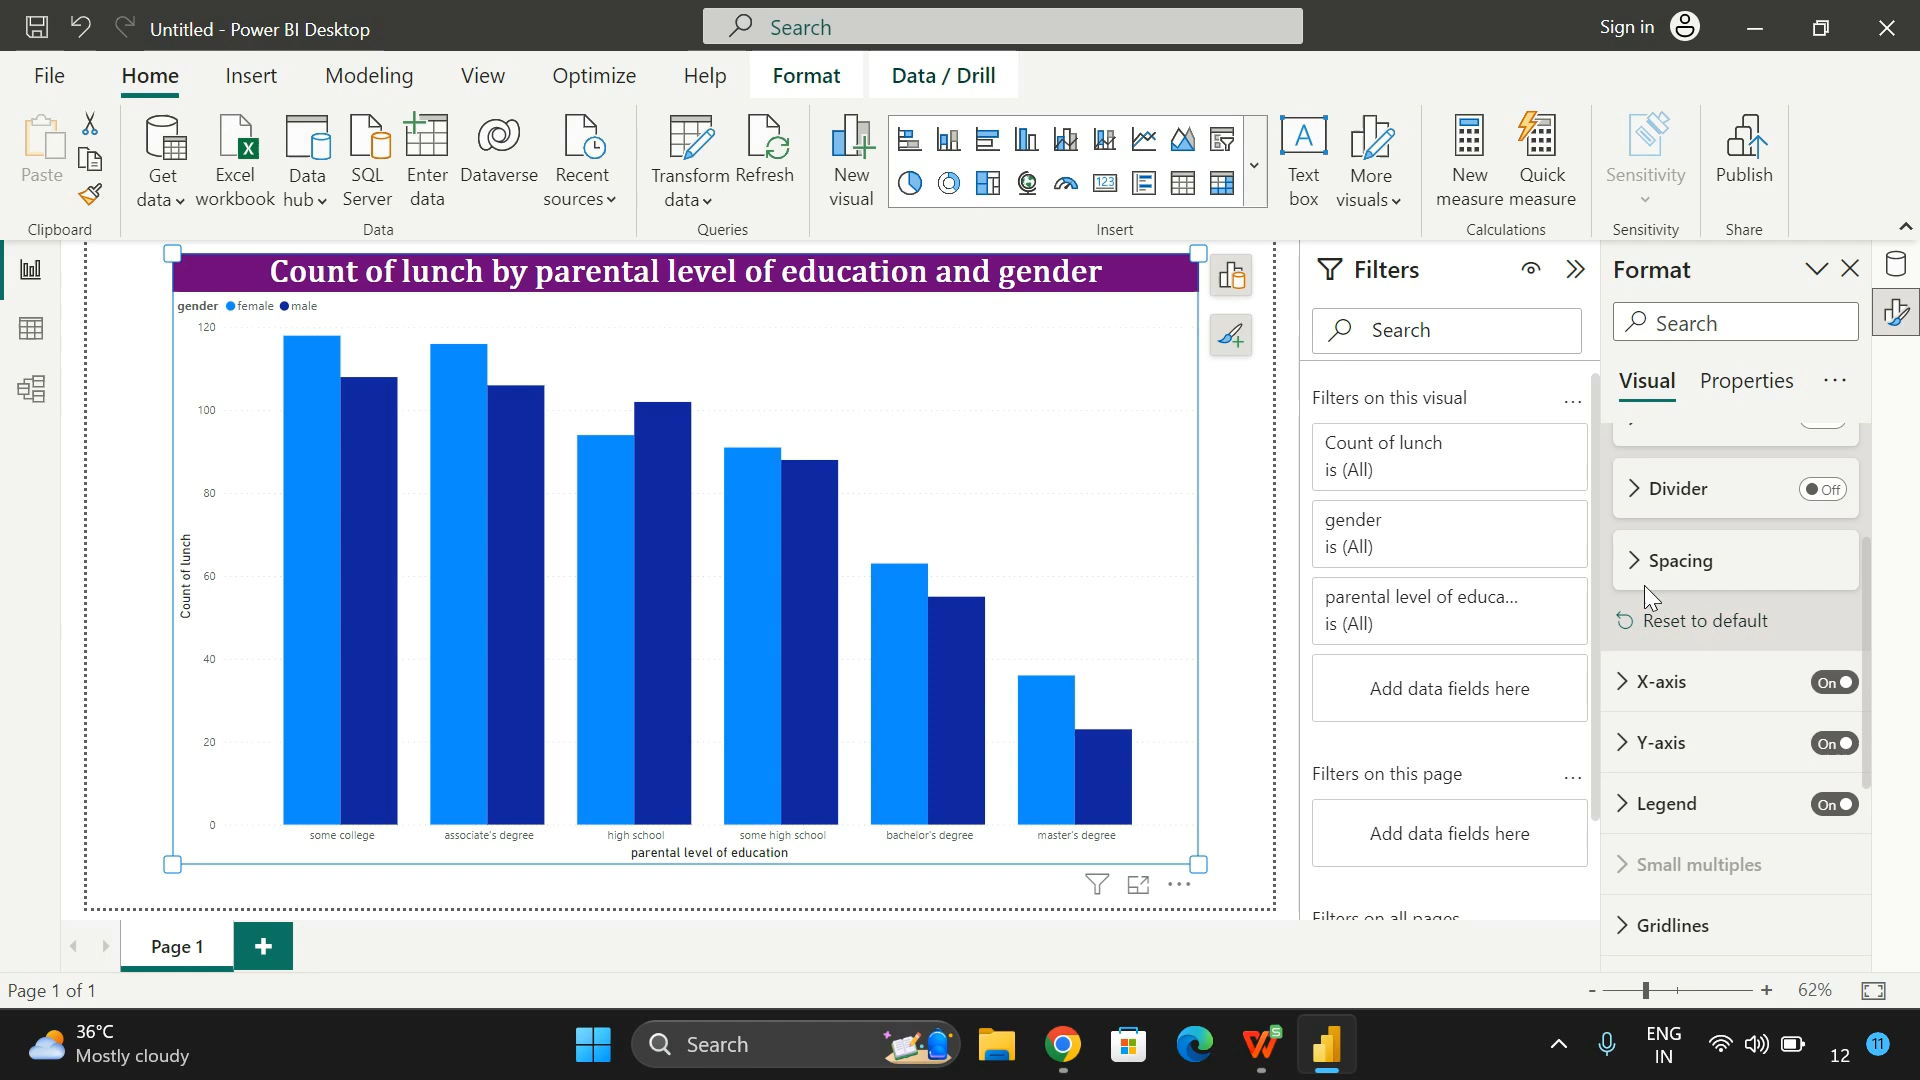 Untitled - Power BI Desktop
Search
Sign in
File
Home
Insert
Modeling
View
Optimize
Help
Format
Data / Drill
Paste
Get data
Excel workbook
Data hub
SQL Server
Enter data
Dataverse
Recent sources
Transform data
Refresh
New visual
123
A
Text box
More visuals
New measure
Quick measure
Sensitivity
Publish
Clipboard
Data
Queries
Insert
Calculations
Sensitivity
Share
Count of lunch by parental level of education and gender
gender female male
120
100
80
60
40
20
0
Count of lunch
some college
associate's degree
high school
some high school
bachelor's degree
master's degree
parental level of education
Filters
Search
Filters on this visual
...
Count of lunch
is (All)
gender
is (All)
parental level of educa...
is (All)
Add data fields here
Filters on this page
...
Add data fields here
Filters on all pages
Format
Search
Visual
Properties
...
Divider
Off
Spacing
Reset to default
X-axis
On
Y-axis
On
Legend
On
Small multiples
Gridlines
Page 1
+
Page 1 of 1
- + 62%
36°C
Mostly cloudy
Search
ENG
IN
12
11